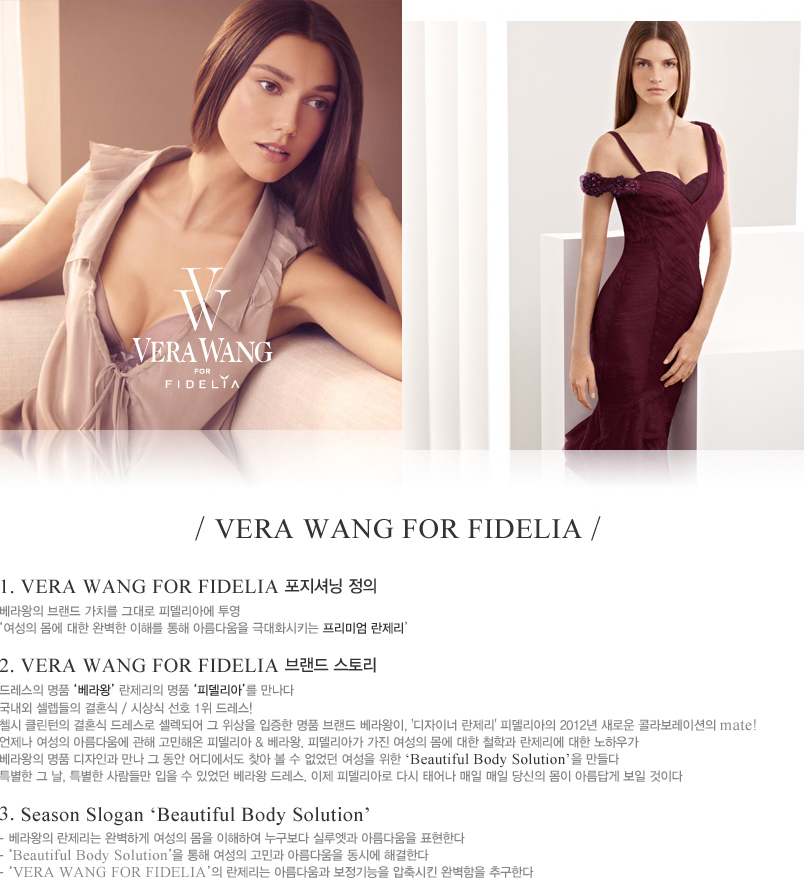 VW
VERA WANG
FOR
FIDELIA
/ VERA WANG FOR FIDELIA /
1. VERA WANG FOR FIDELIA 포지셔닝 정의
베라왕의 브랜드 가치를 그대로 피델리아에 투영
'여성의 몸에 대한 완벽한 이해를 통해 아름다움을 극대화시키는 프리미엄 란제리'
2. VERA WANG FOR FIDELIA 브랜드 스토리
드레스의 명품 '베라왕' 란제리의 명품 '피델리아'를 만나다
국내외 셀렙들의 결혼식 / 시상식 선호 1위 드레스!
첼시 클린턴의 결혼식 드레스로 셀렉되어 그 위상을 입증한 명품 브랜드 베라왕이, '디자이너 란제리' 피델리아의 2012년 새로운 콜라보레이션의 mate!
언제나 여성의 아름다움에 관해 고민해온 피델리아 & 베라왕. 피델리아가 가진 여성의 몸에 대한 철학과 란제리에 대한 노하우가
베라왕의 명품 디자인과 만나 그 동안 어디에서도 찾아 볼 수 없었던 여성을 위한 'Beautiful Body Solution'을 만들다
특별한 그 날, 특별한 사람들만 입을 수 있었던 베라왕 드레스, 이제 피델리아로 다시 태어나 매일 매일 당신의 몸이 아름답게 보일 것이다
3. Season Slogan 'Beautiful Body Solution'
- 베라왕의 란제리는 완벽하게 여성의 몸을 이해하여 누구보다 실루엣과 아름다움을 표현한다
- 'Beautiful Body Solution'을 통해 여성의 고민과 아름다움을 동시에 해결한다
- 'VERA WANG FOR FIDELIA'의 란제리는 아름다움과 보정기능을 압축시킨 완벽함을 추구한다